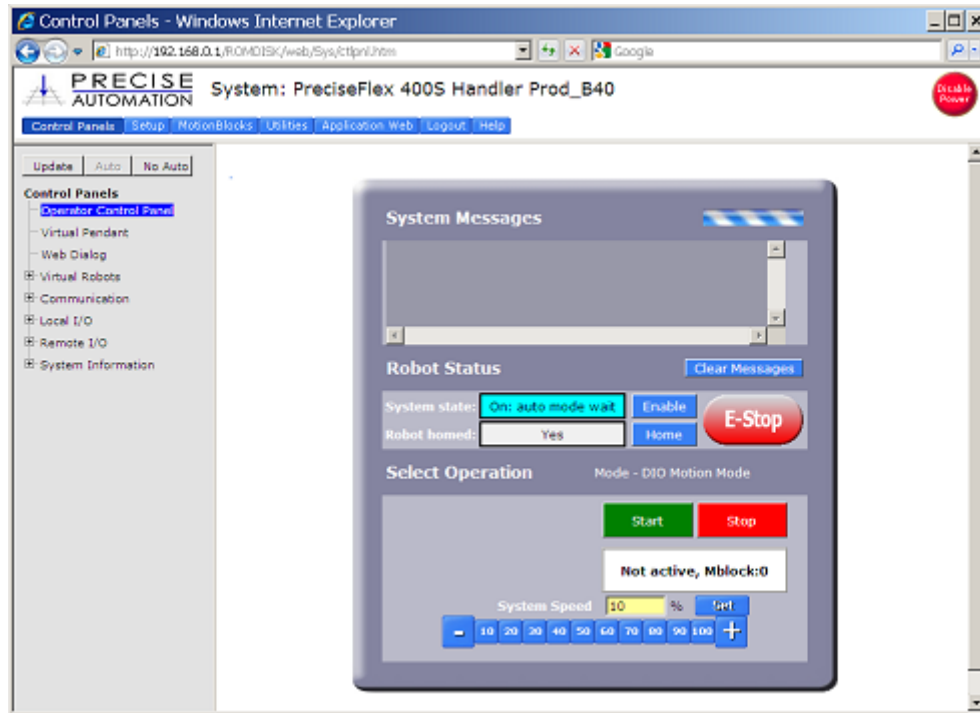 Control Panels - Windows Internet Explorer
http://192.168.0.1/ROMDISK/web/Sys/ctlpnl.htm
Google
PRECISE AUTOMATION
System: PreciseFlex 400S Handler Prod_B40
Disable Power
Control Panels Setup MotionBlocks Utilities Application Web Logout Help
Update Auto No Auto
Control Panels
Operator Control Panel
Virtual Pendant
Web Dialog
Virtual Robots
Communication
Local I/O
Remote I/O
System Information
System Messages
Robot Status
Clear Messages
System state: On: auto mode wait Enable
E-Stop
Robot homed: Yes Home
Select Operation Mode - DIO Motion Mode
Start Stop
Not active, Mblock:0
System Speed 10 % Set
- 10 20 30 40 50 60 70 80 90 100 +